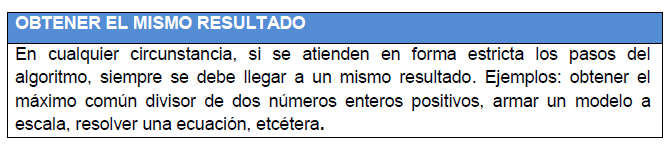 OBTENER EL MISMO RESULTADO
En cualquier circunstancia, si se atienden en forma estricta los pasos del
algoritmo, siempre se debe llegar a un mismo resultado. Ejemplos: obtener el
máximo común divisor de dos números enteros positivos, armar un modelo a
escala, resolver una ecuación, etcétera.